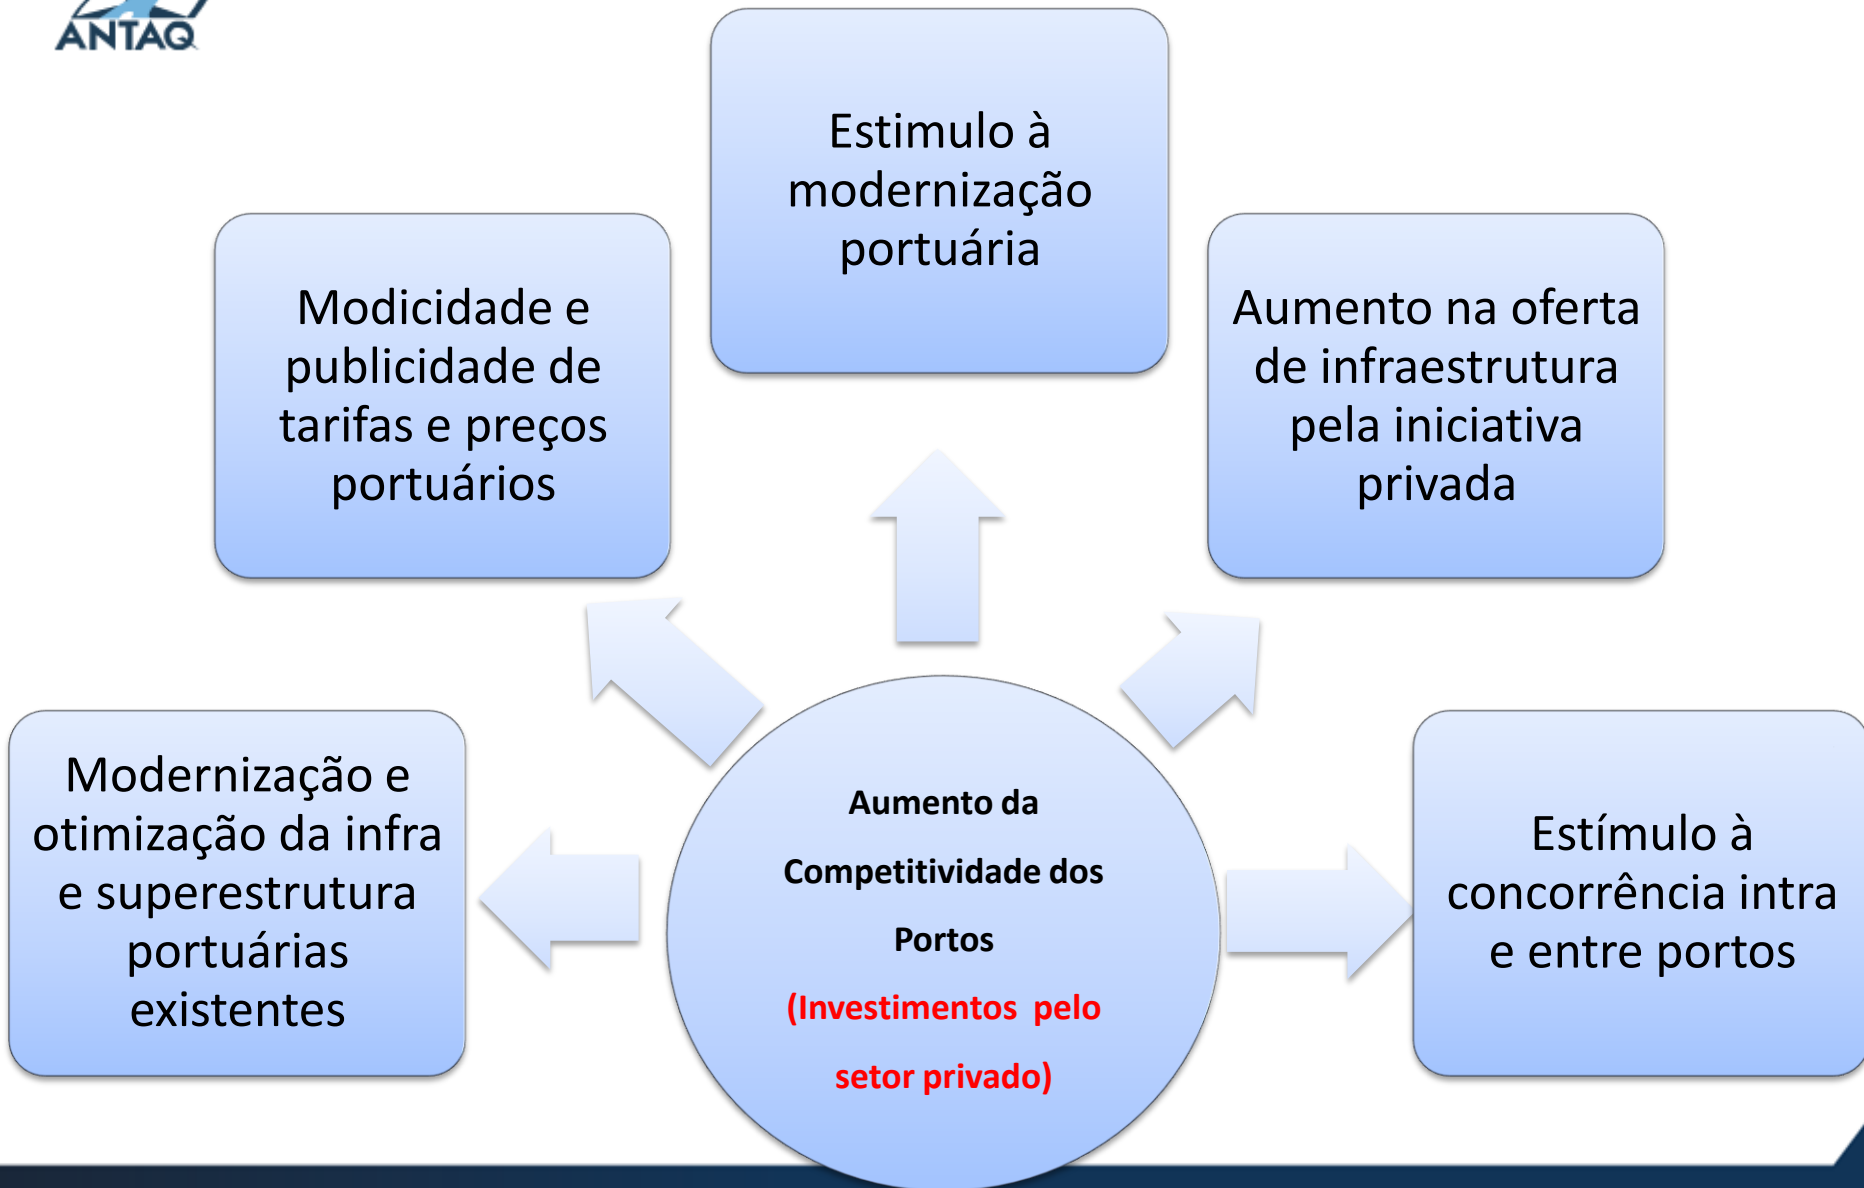 ANTAQ
Estimulo à
modernização
portuária
Modicidade e
publicidade de
tarifas e preços
portuários
Aumento na oferta
de infraestrutura
pela iniciativa
privada
Modernização e
otimização da infra
e superestrutura
portuárias
existentes
Aumento da
Competitividade dos
Portos
(Investimentos pelo
setor privado)
Estímulo à
concorrência intra
e entre portos